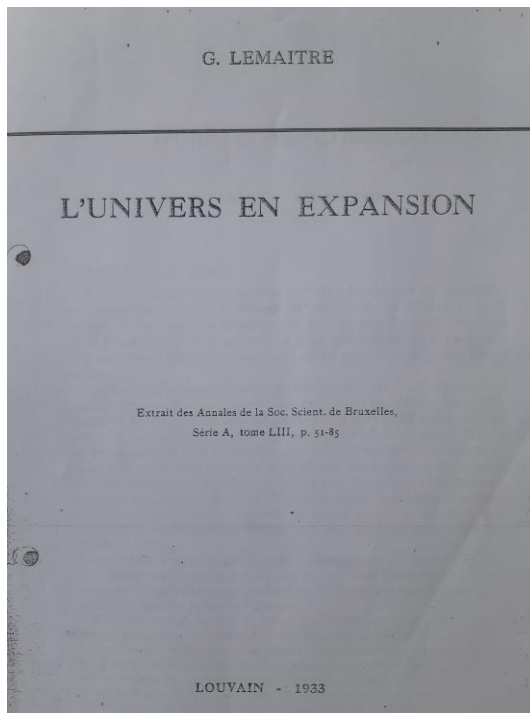 G. LEMAITRE
L'UNIVERS EN EXPANSION
Extrait des Annales de la Soc. Scient. de Bruxelles,
Série A, tome LIII, p. 51-85
LOUVAIN - 1933